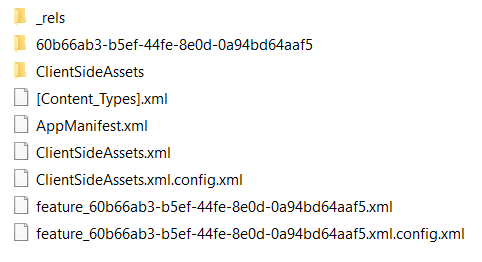 _rels
60b66ab3-b5ef-44fe-8e0d-0a94bd64aaf5
ClientSideAssets
[Content_Types].xml
AppManifest.xml
ClientSideAssets.xml
ClientSideAssets.xml.config.xml
feature_60b66ab3-b5ef-44fe-8e0d-0a94bd64aaf5.xml
feature_60b66ab3-b5ef-44fe-8e0d-0a94bd64aaf5.xml.config.xml